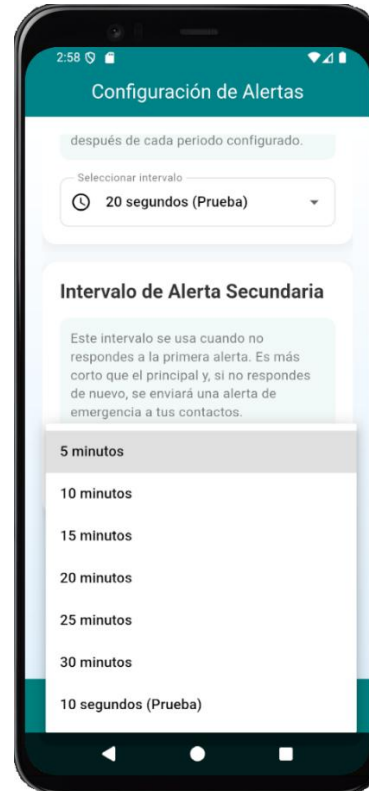 2:58
Configuración de Alertas
después de cada periodo configurado.
Seleccionar intervalo
20 segundos (Prueba)
Intervalo de Alerta Secundaria
Este intervalo se usa cuando no
respondes a la primera alerta. Es más
corto que el principal y, si no respondes
de nuevo, se enviará una alerta de
emergencia a tus contactos.
5 minutos
10 minutos
15 minutos
20 minutos
25 minutos
30 minutos
10 segundos (Prueba)